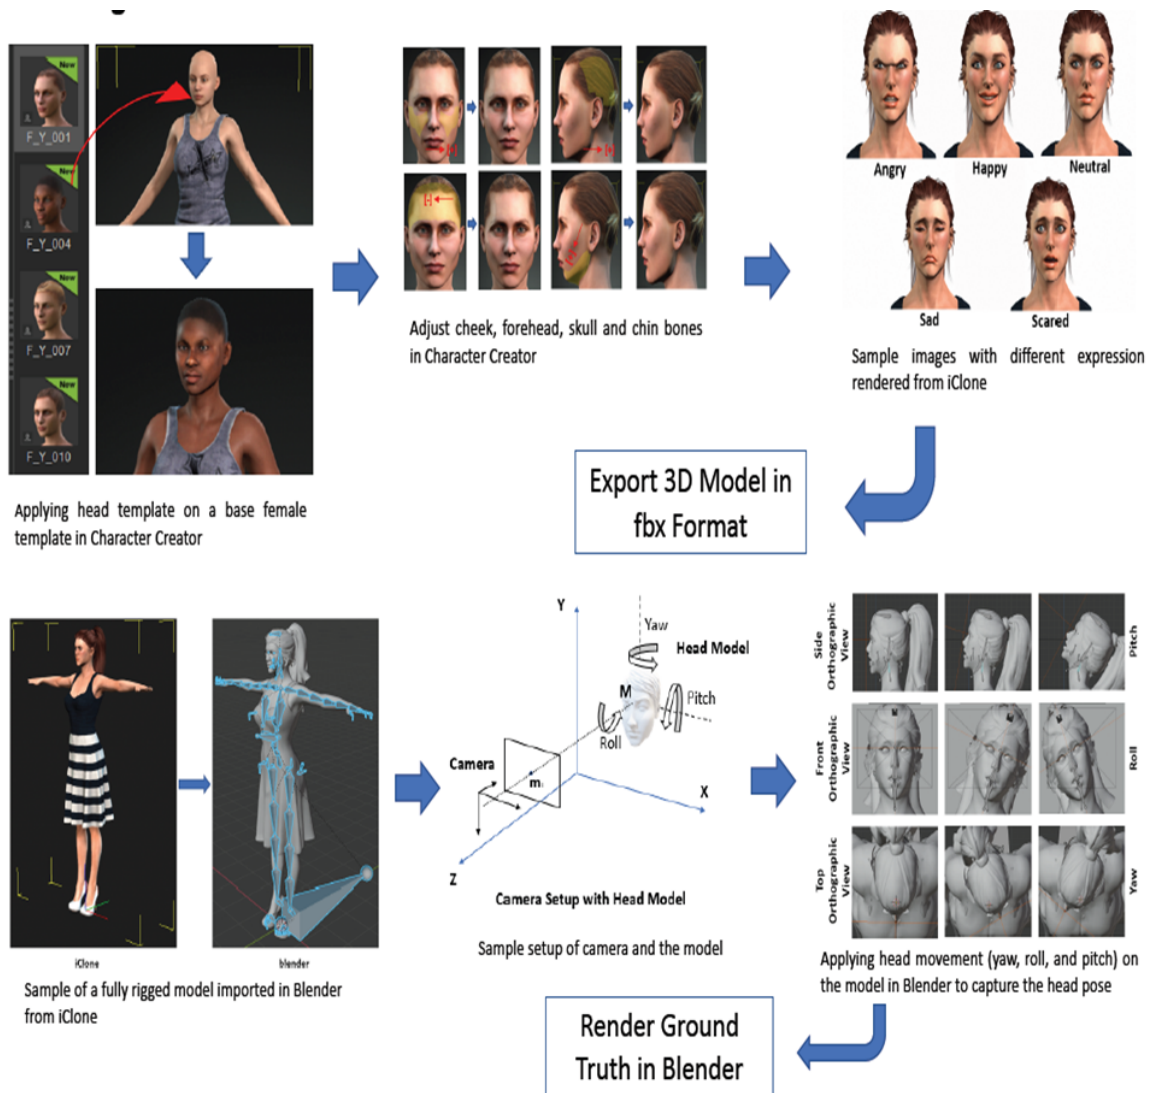 New
F_Y_001
New
F_Y_004
New
F_Y_007
New
F_Y_010
Applying head template on a base female
template in Character Creator
[+]
[+]
[-]
[+]
Adjust cheek, forehead, skull and chin bones
in Character Creator
Angry
Happy
Neutral
Sad
Scared
Sample images with different expression
rendered from iClone
Export 3D Model in
fbx Format
iClone
blender
Sample of a fully rigged model imported in Blender
from iClone
Y
Yaw
Head Model
M
Pitch
Roll
Camera
m
X
Z
Camera Setup with Head Model
Sample setup of camera and the model
Side
Orthographic
View
Pitch
Front
Orthographic
View
Roll
Top
Orthographic
View
Yaw
Applying head movement (yaw, roll, and pitch) on
the model in Blender to capture the head pose
Render Ground
Truth in Blender